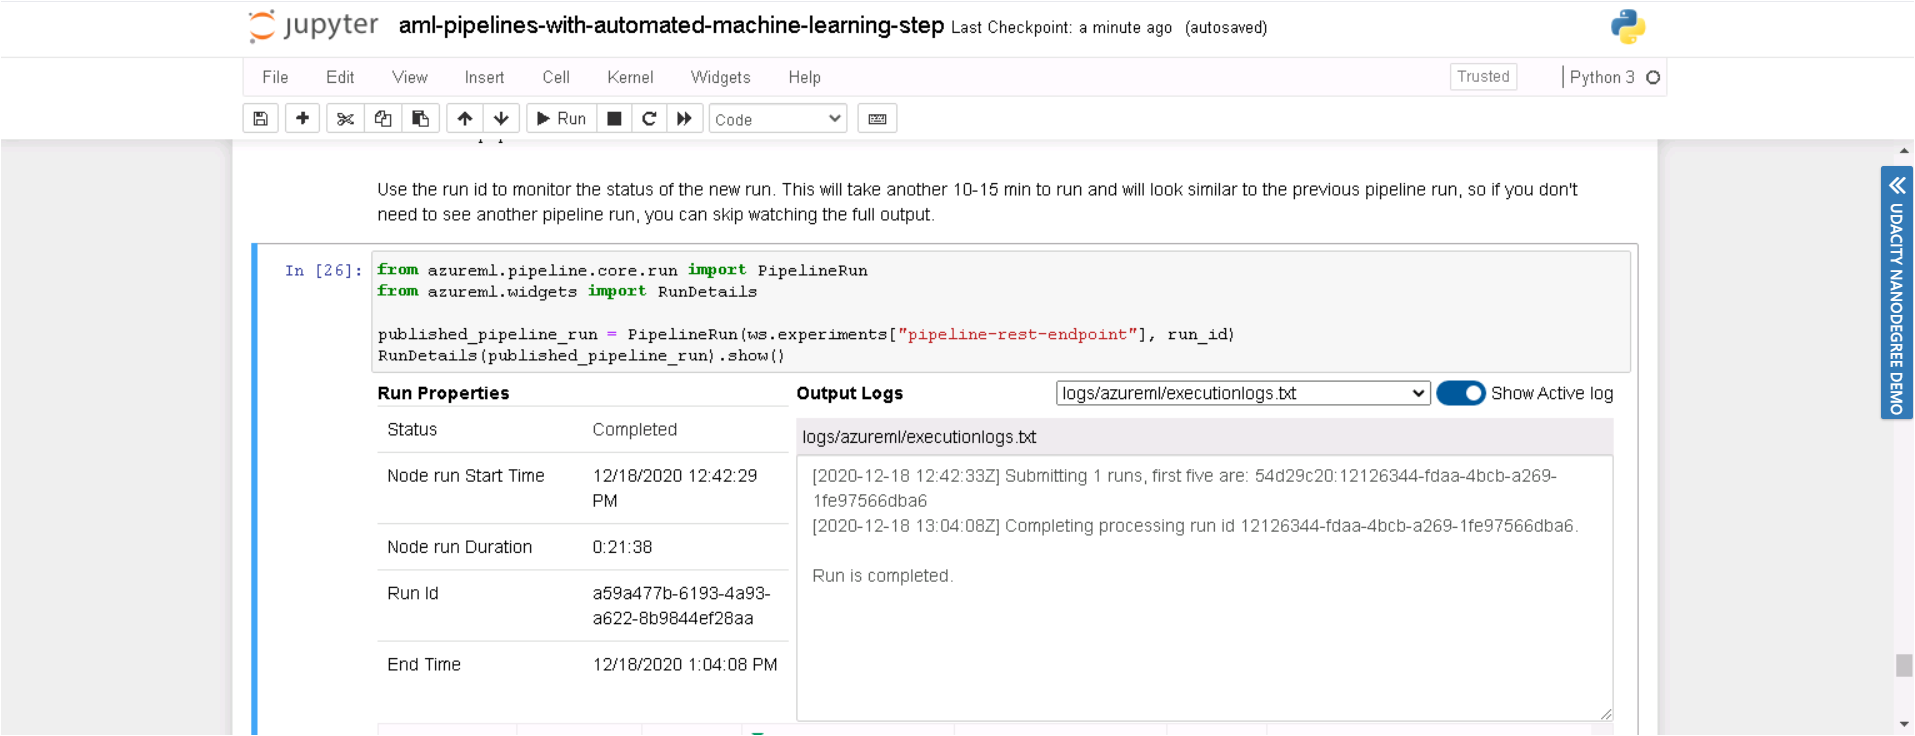 jupyter aml-pipelines-with-automated-machine-learning-step Last Checkpoint: a minute ago (autosaved)
File Edit View Insert Cell Kernel Widgets Help Trusted Python 3
Run Code
Use the run id to monitor the status of the new run. This will take another 10-15 min to run and will look similar to the previous pipeline run, so if you don't
need to see another pipeline run, you can skip watching the full output.
In [26]: from azureml.pipeline.core.run import PipelineRun
from azureml.widgets import RunDetails
published_pipeline_run = PipelineRun(ws.experiments["pipeline-rest-endpoint"], run_id)
RunDetails(published_pipeline_run).show()
Run Properties
Status Completed
Node run Start Time 12/18/2020 12:42:29
PM
Node run Duration 0:21:38
Run Id a59a477b-6193-4a93-
a622-8b9844ef28aa
End Time 12/18/2020 1:04:08 PM
Output Logs logs/azureml/executionlogs.txt Show Active log
logs/azureml/executionlogs.txt
[2020-12-18 12:42:33Z] Submitting 1 runs, first five are: 54d29c20:12126344-fdaa-4bcb-a269-
1fe97566dba6
[2020-12-18 13:04:08Z] Completing processing run id 12126344-fdaa-4bcb-a269-1fe97566dba6.
Run is completed.
UDACITY NANODEGREE DEMO